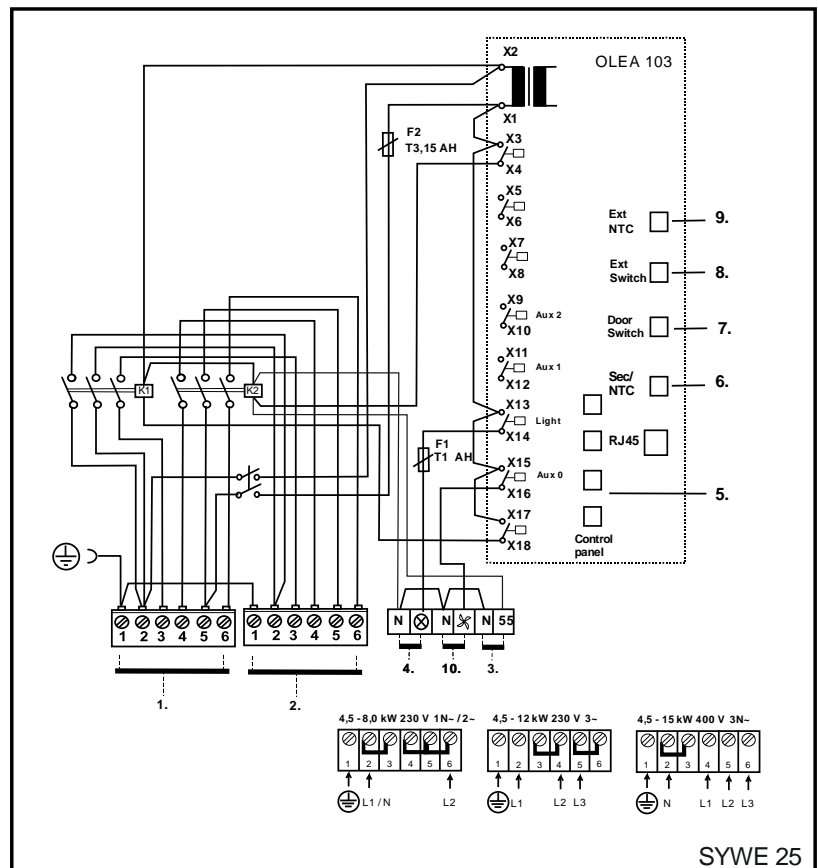 X2
OLEA 103
X1
F2
T3,15 AH
X3
X4
X5
X6
X7
X8
X9
Aux 2
X10
X11
Aux 1
X12
X13
Light
X14
X15
Aux 0
X16
X17
X18
Ext
NTC
9.
Ext
Switch
8.
Door
Switch
7.
Sec/
NTC
6.
RJ45
5.
Control
panel
K1
K2
F1
T1 AH
1 2 3 4 5 6
1 2 3 4 5 6
N N N 55
1.
2.
4.
10.
3.
4,5 - 8,0 kW 230 V 1N~ / 2~
1 2 3 4 5 6
L1 / N L2
4,5 - 12 kW 230 V 3~
1 2 3 4 5 6
L1 L2 L3
4,5 - 15 kW 400 V 3N~
1 2 3 4 5 6
N L1 L2 L3
SYWE 25